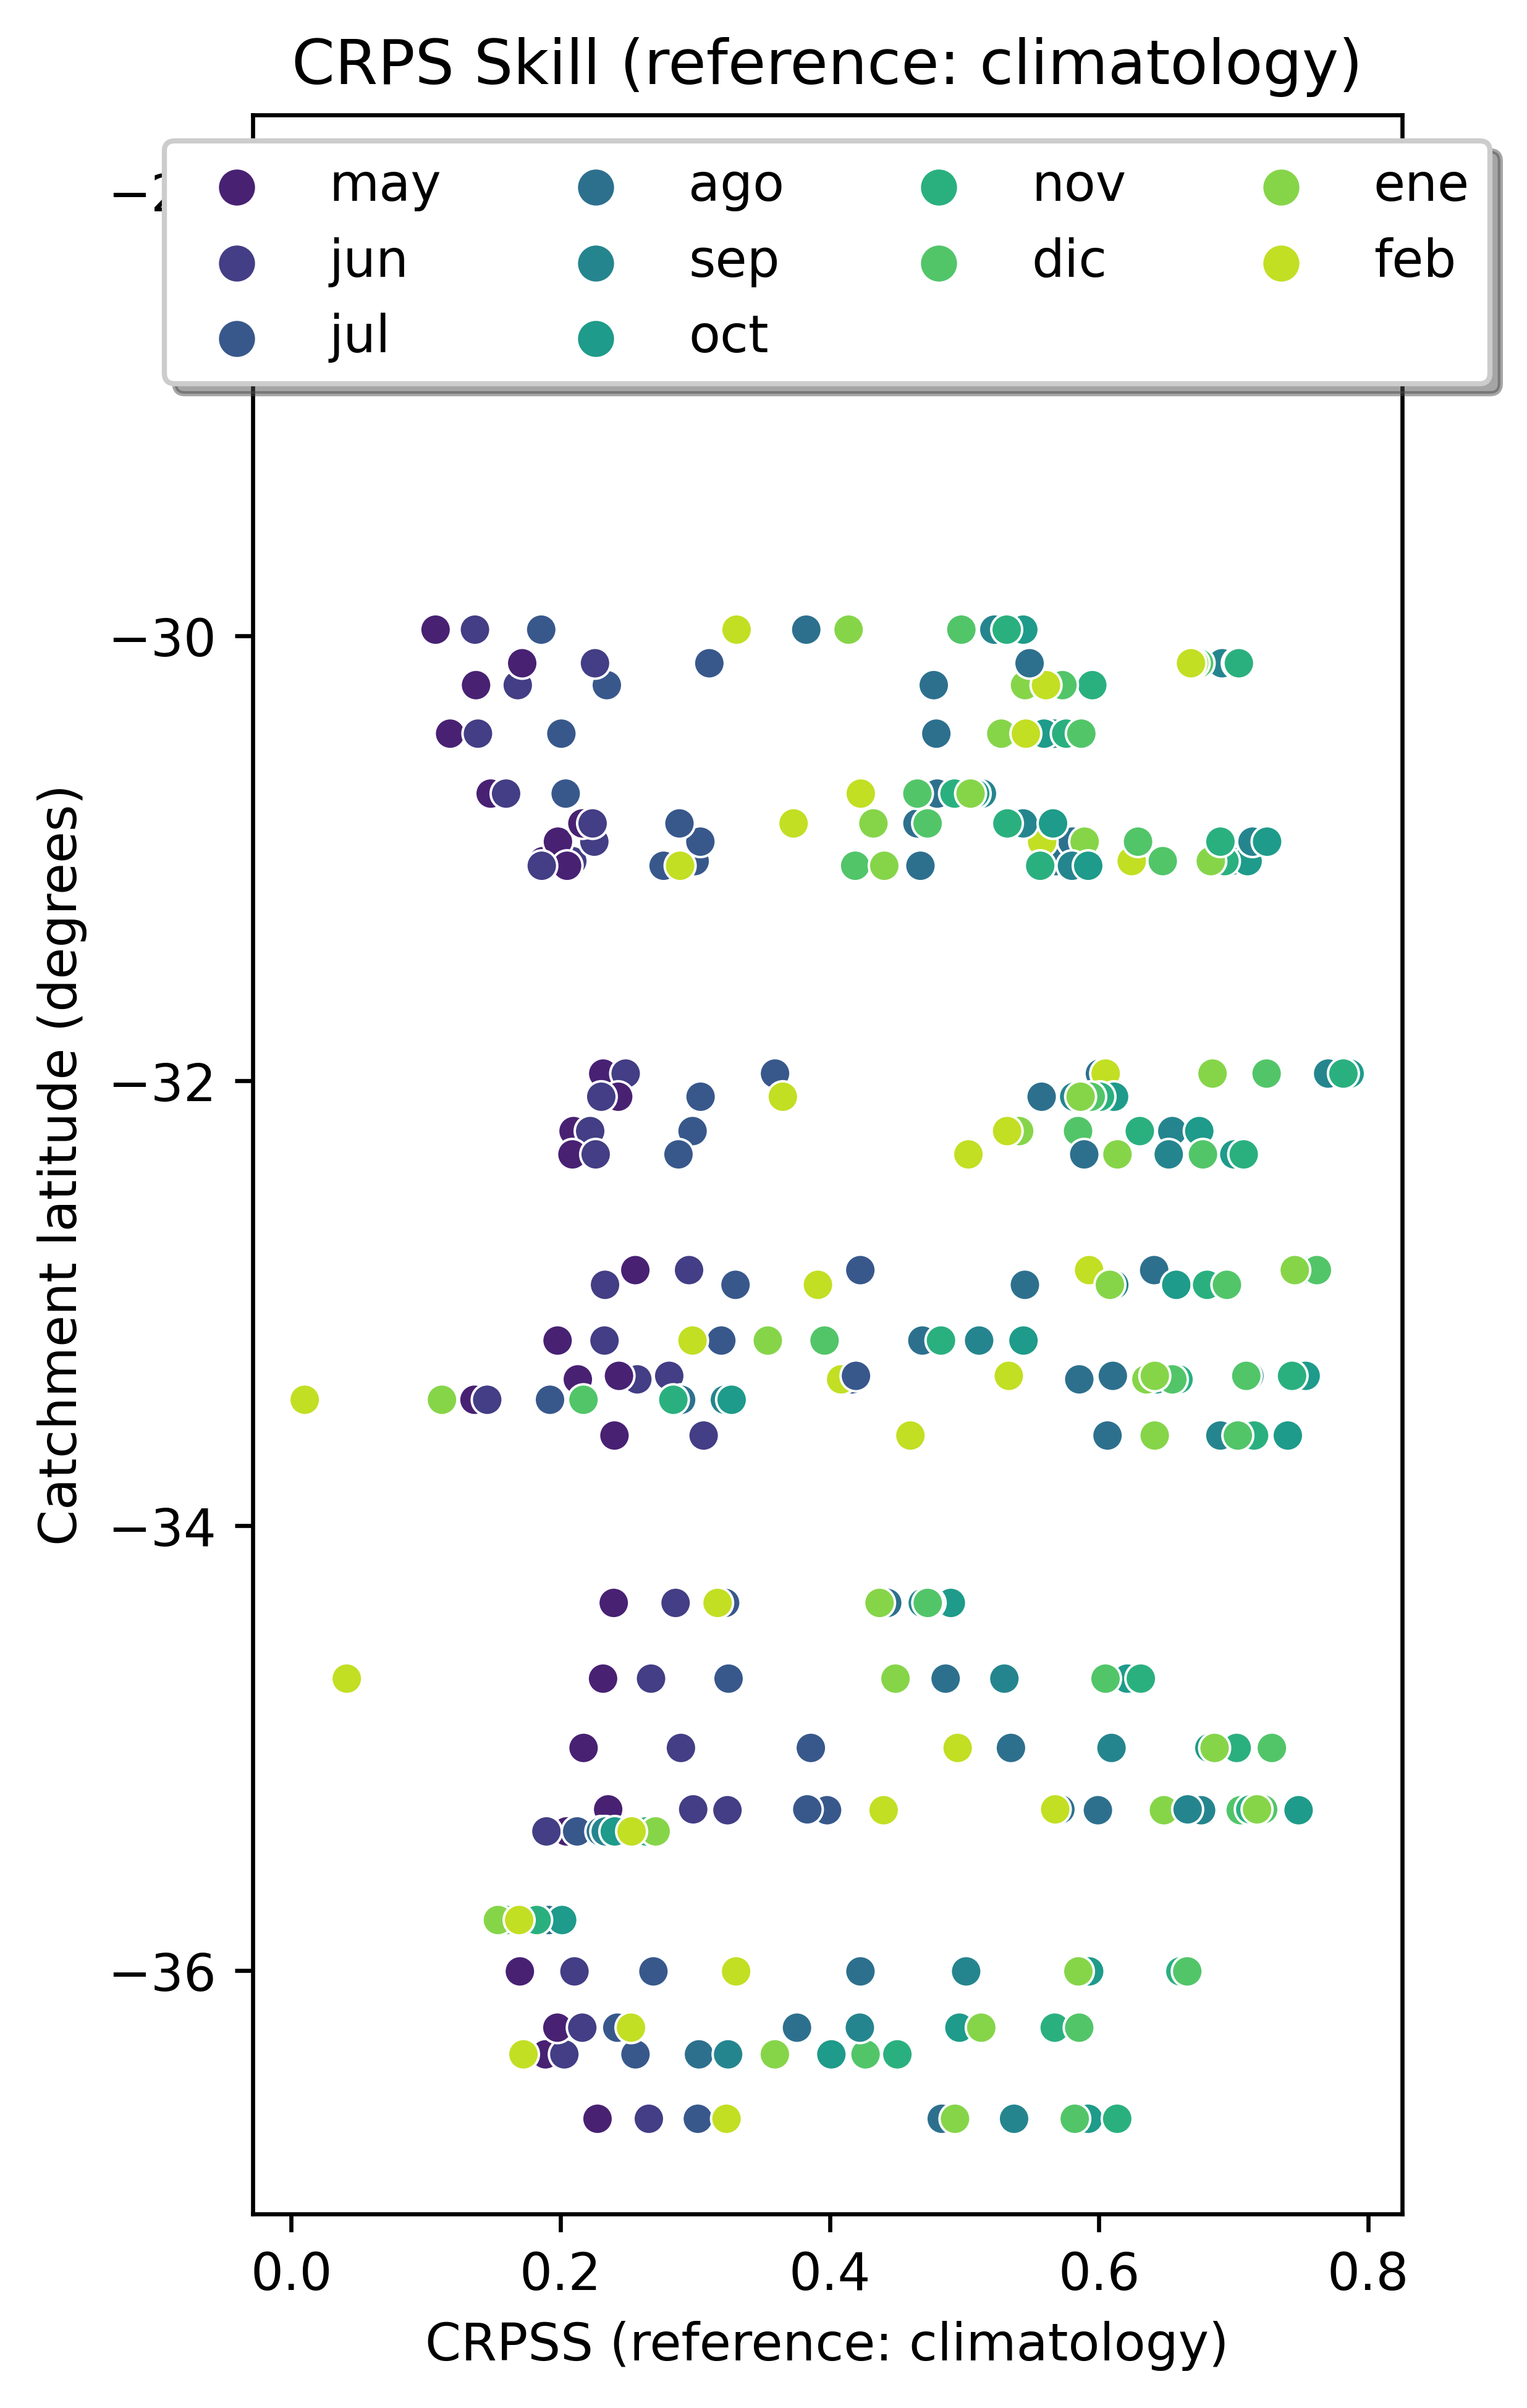 CRPS Skill (reference: climatology)
may ago nov ene
jun sep dic feb
jul oct
−30
−32
−34
−36
Catchment latitude (degrees)
0.0 0.2 0.4 0.6 0.8
CRPSS (reference: climatology)